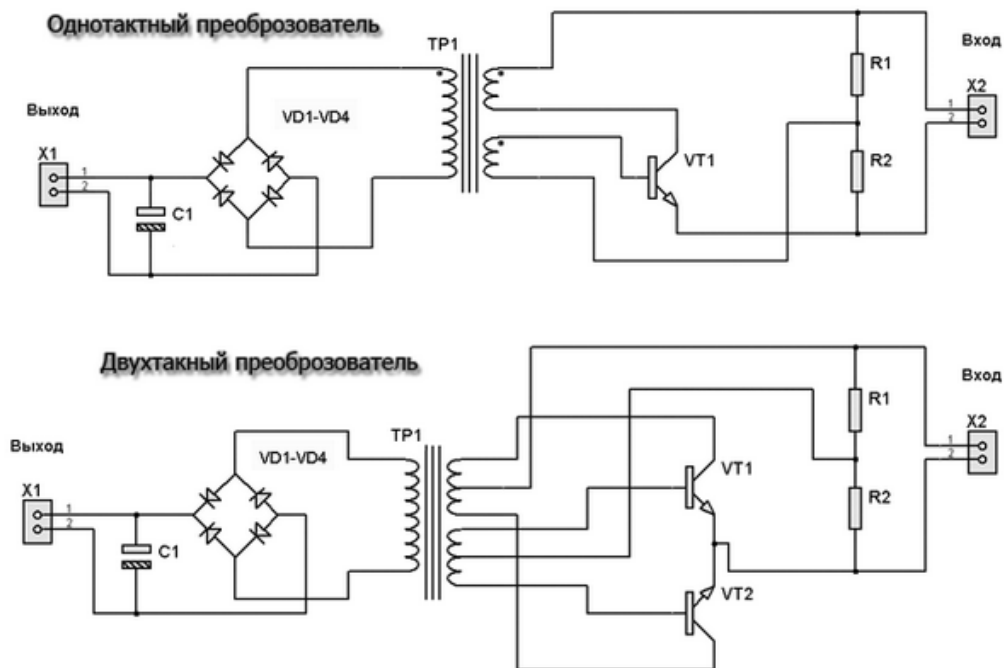 Однотактный преоброзователь
TP1
Вход
R1
X2
Выход
VD1-VD4
1
2
X1
1
2
VT1
R2
C1
Двухтакный преоброзователь
Вход
R1
TP1
X2
Выход
VD1-VD4
1
2
VT1
X1
1
2
R2
C1
VT2